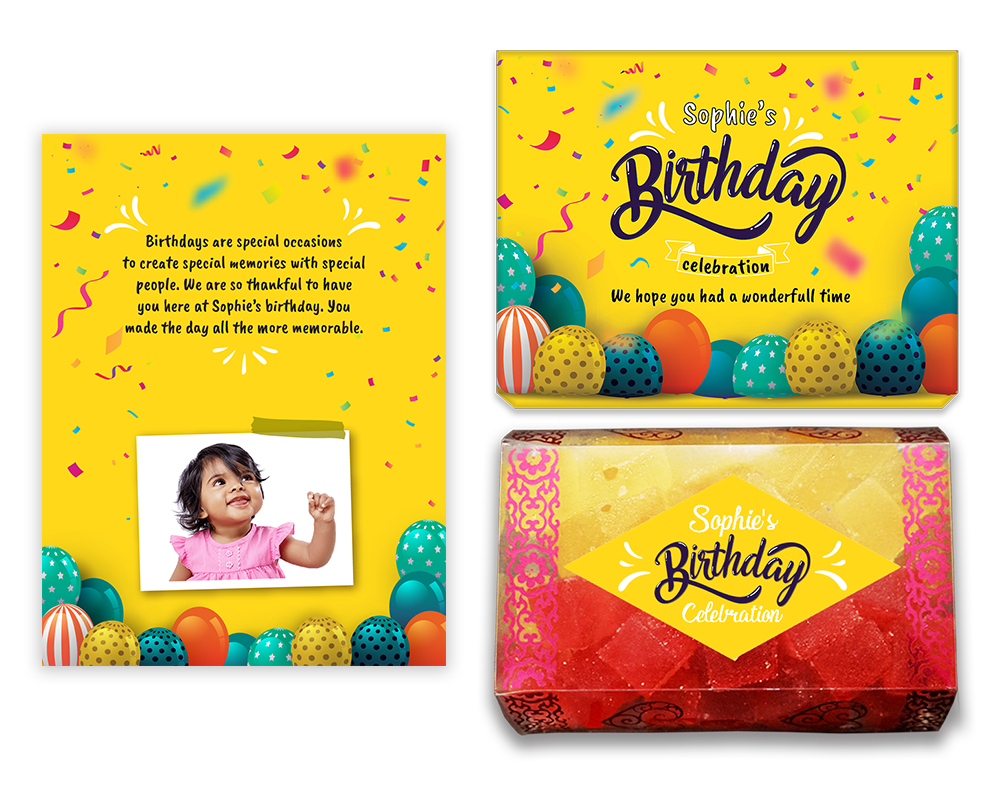 Birthdays are special occasions
to create special memories with special
people. We are so thankful to have
you here at Sophie's birthday. You
made the day all the more memorable.
Sophie's
Birthday
celebration
We hope you had a wonderfull time
Sophie's
Birthday
Celebration